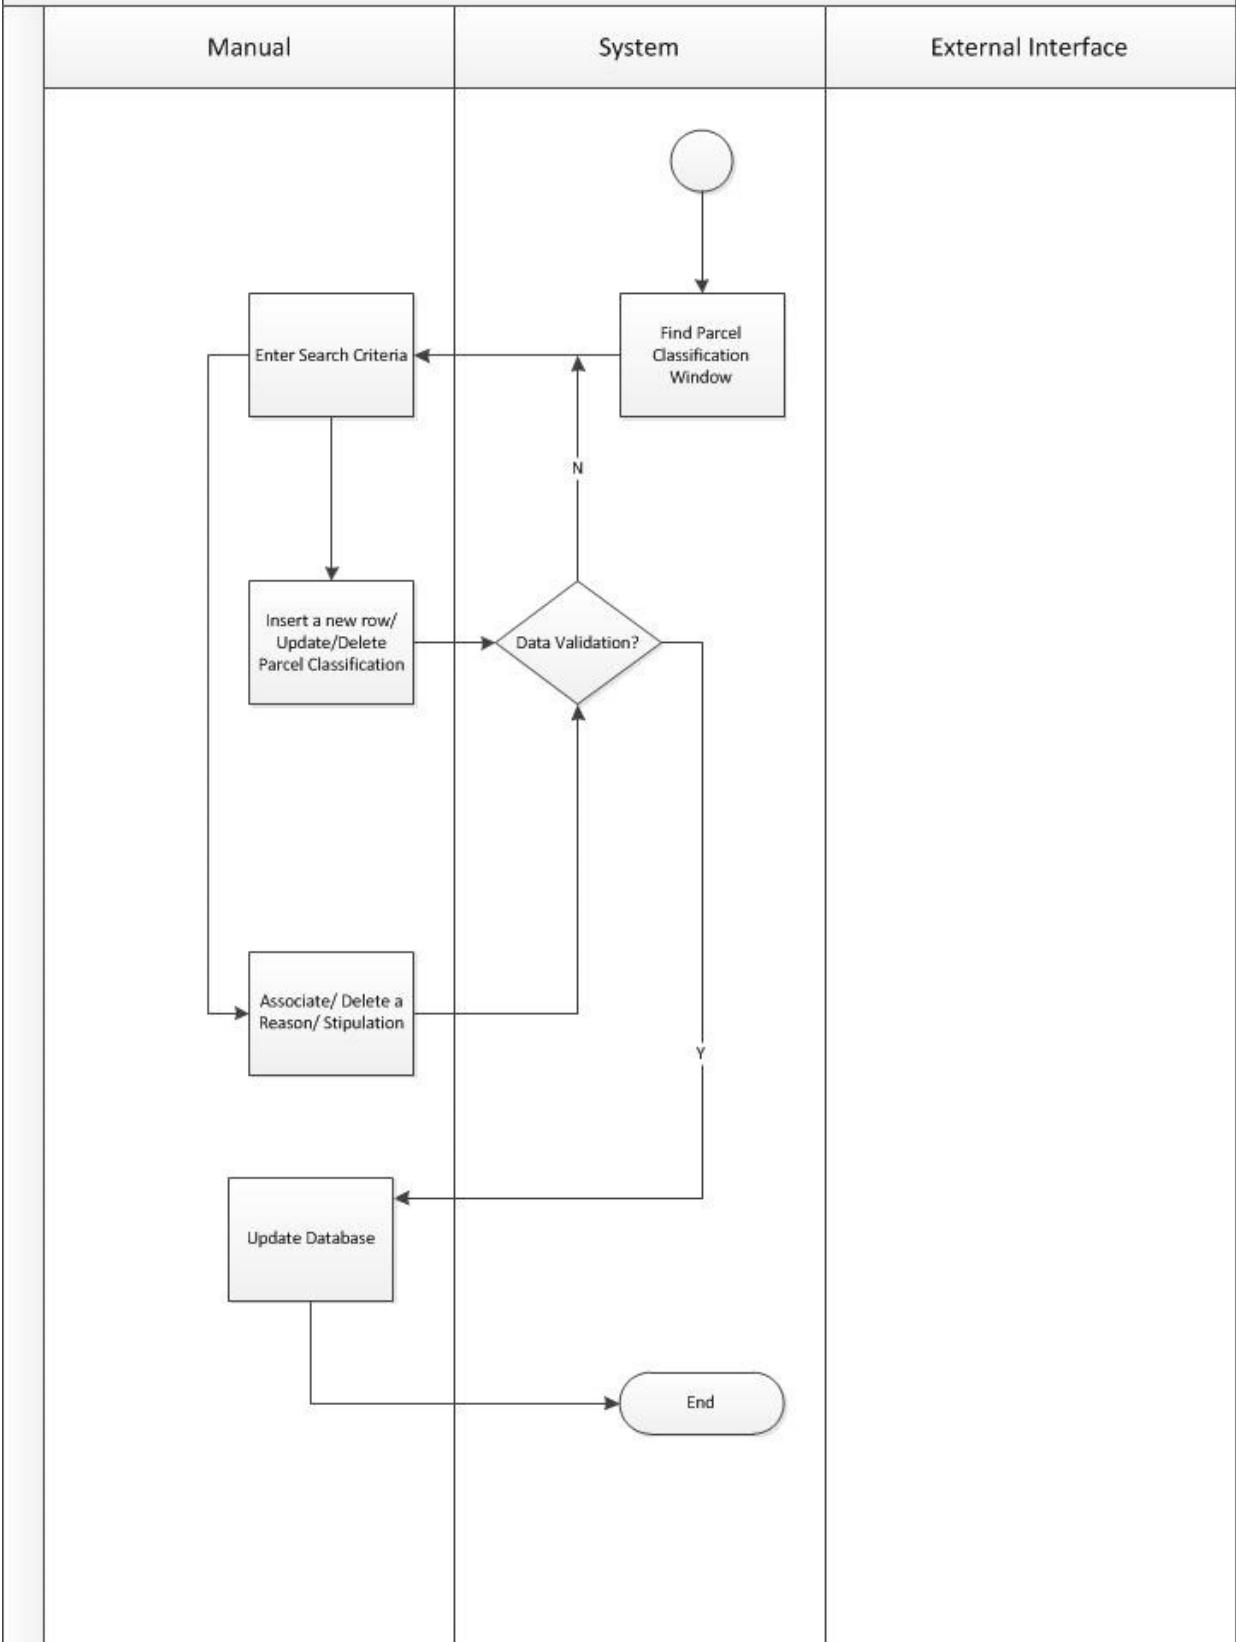 Manual
System
External Interface
Find Parcel
Classification
Window
Enter Search Criteria
N
Insert a new row/
Update/Delete
Parcel Classification
Data Validation?
Associate/ Delete a
Reason/ Stipulation
Y
Update Database
End